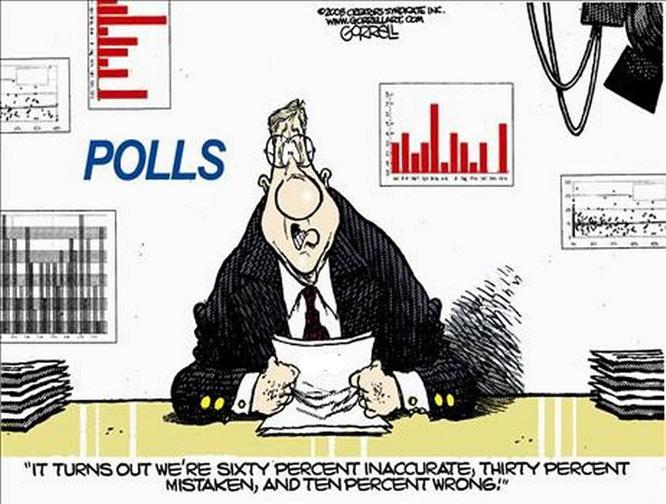 ©2008 CREATORS SYNDICATE INC.
WWW.GORRELLART.COM
GORRELL
POLLS
"IT TURNS OUT WE'RE SIXTY PERCENT INACCURATE, THIRTY PERCENT
MISTAKEN, AND TEN PERCENT WRONG!"